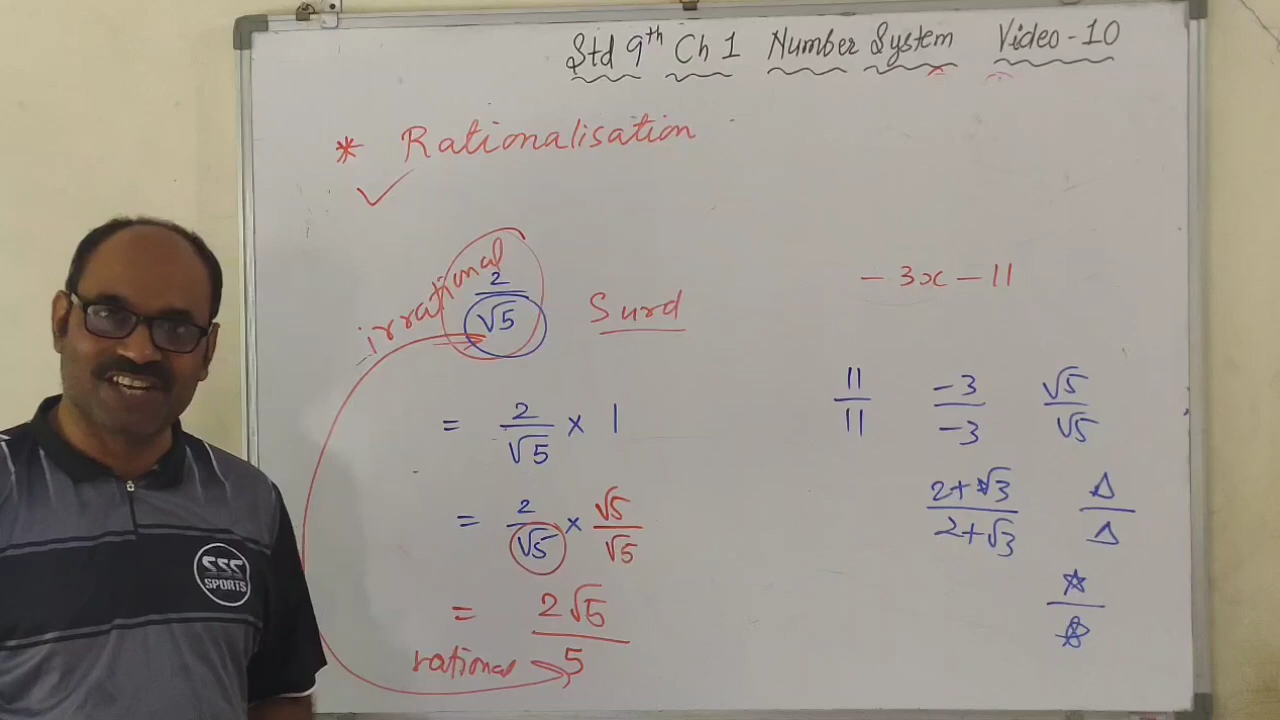 Std 9th Ch 1 Number System Video-10
* Rationalisation
irrational
2/√5
Surd
- 3x - 11
= 2/√5 × 1
11/11 -3/-3 √5/√5
= 2/√5 × √5/√5
2+√3/2+√3 Δ/Δ
☆/☆
= 2√5/5
rational
SSS
SPORTS